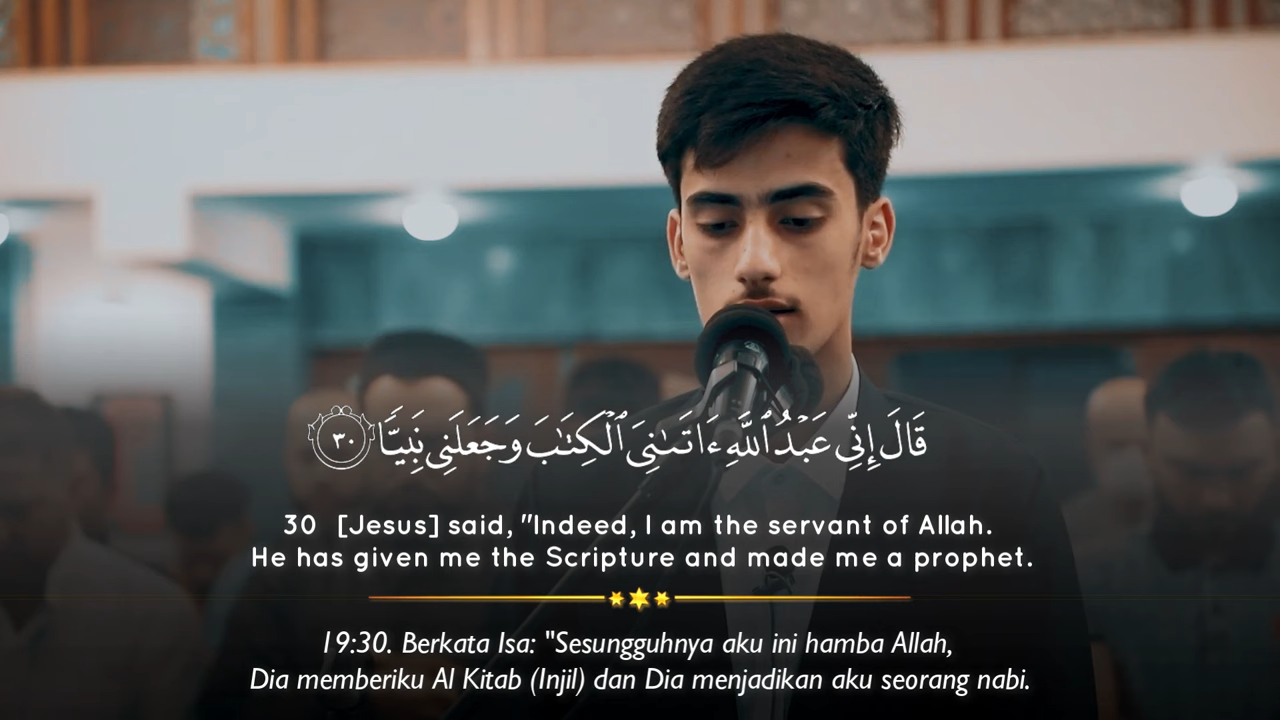 قَالَ إِنِّى عَبْدُ ٱللَّهِ ءَاتَىٰنِىَ ٱلْكِتَٰبَ وَجَعَلَنِى نَبِيًّا ٣٠
30 [Jesus] said, "Indeed, I am the servant of Allah.
He has given me the Scripture and made me a prophet.
19:30. Berkata Isa: "Sesungguhnya aku ini hamba Allah,
Dia memberiku Al Kitab (Injil) dan Dia menjadikan aku seorang nabi.